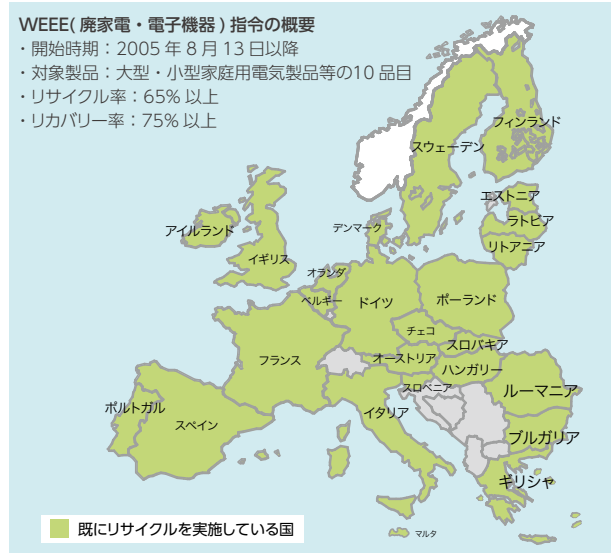 WEEE( 廃家電・電子機器 ) 指令の概要
・開始時期：2005 年 8 月 13 日以降
・対象製品：大型・小型家庭用電気製品等の10 品目
・リサイクル率：65% 以上
・リカバリー率：75% 以上
フィンランド
スウェーデン
エストニア
ラトビア
リトアニア
デンマーク
アイルランド
イギリス
オランダ
ベルギー
ドイツ
ポーランド
チェコ
スロバキア
フランス
オーストリア
ハンガリー
スロベニア
ルーマニア
ポルトガル
スペイン
イタリア
ブルガリア
ギリシャ
マルタ
既にリサイクルを実施している国